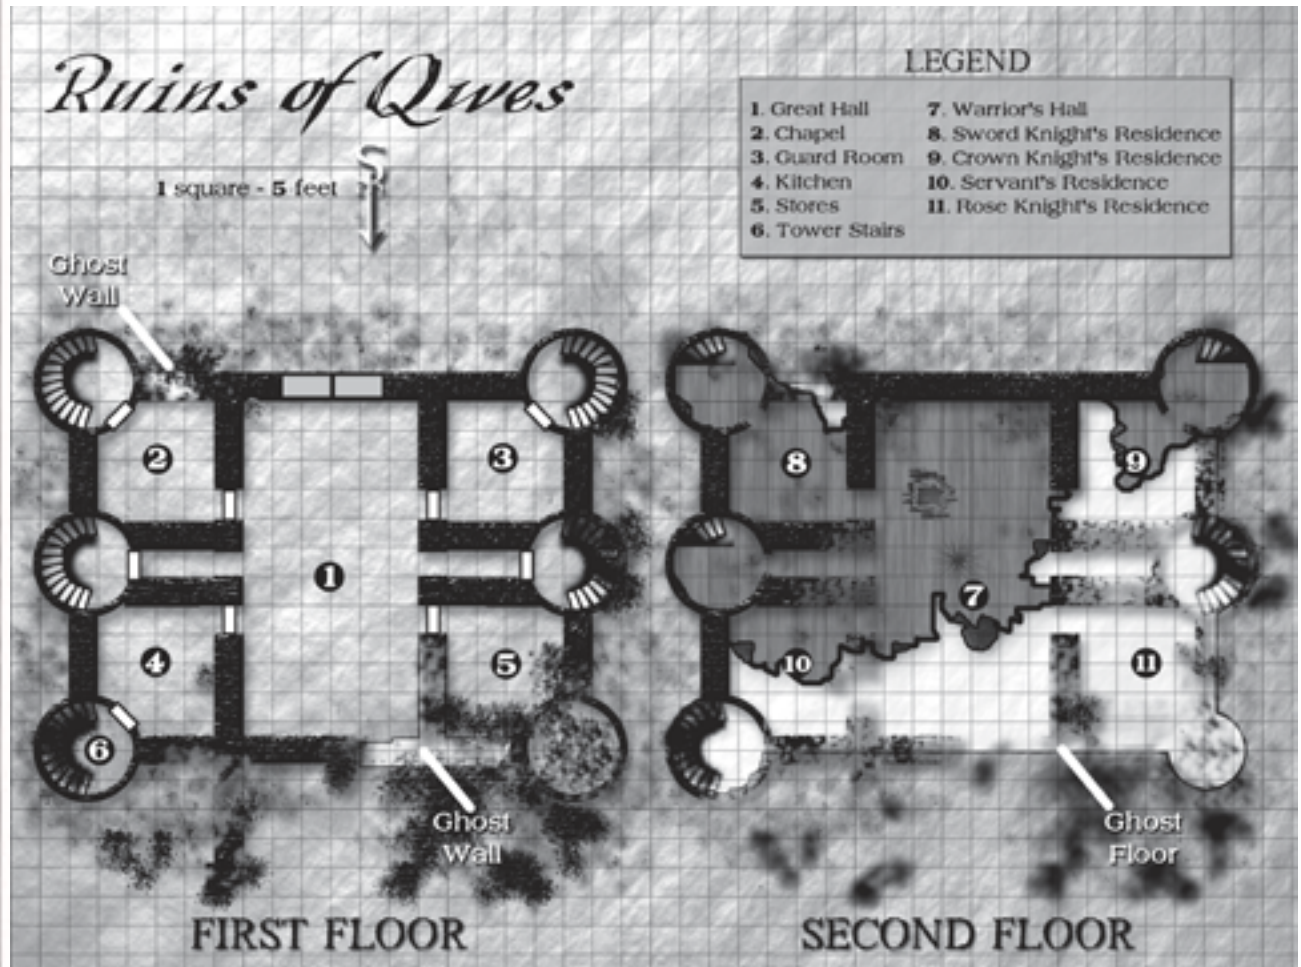 Ruins of Qwes
1 square - 5 feet
S
LEGEND
1. Great Hall
2. Chapel
3. Guard Room
4. Kitchen
5. Stores
6. Tower Stairs
7. Warrior's Hall
8. Sword Knight's Residence
9. Crown Knight's Residence
10. Servant's Residence
11. Rose Knight's Residence
Ghost
Wall
2
3
1
4
5
6
Ghost
Wall
FIRST FLOOR
8
9
7
10
11
Ghost
Floor
SECOND FLOOR